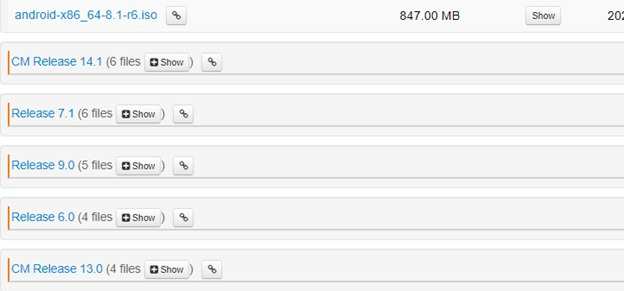 android-x86_64-8.1-r6.iso 847.00 MB Show
CM Release 14.1 (6 files Show)
Release 7.1 (6 files Show)
Release 9.0 (5 files Show)
Release 6.0 (4 files Show)
CM Release 13.0 (4 files Show)